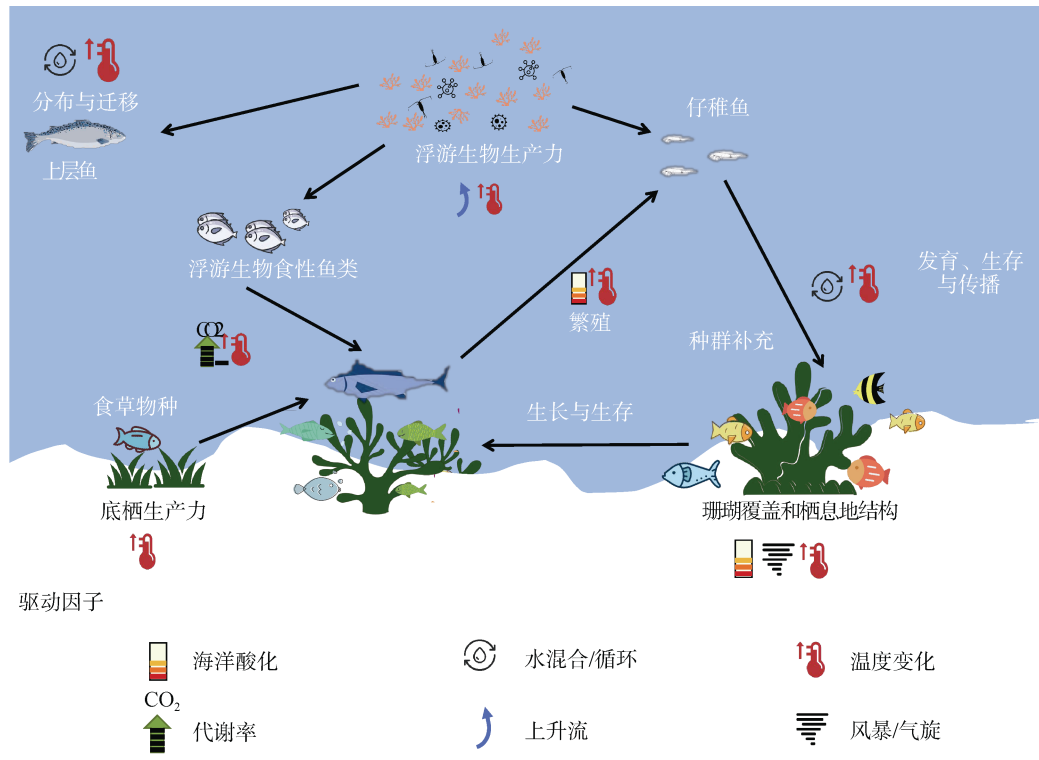 分布与迁移
上层鱼
浮游生物生产力
仔稚鱼
浮游生物食性鱼类
发育、生存
与传播
繁殖
种群补充
CO2
食草物种
生长与生存
底栖生产力
珊瑚覆盖和栖息地结构
驱动因子
海洋酸化
水混合/循环
温度变化
CO₂
代谢率
上升流
风暴/气旋